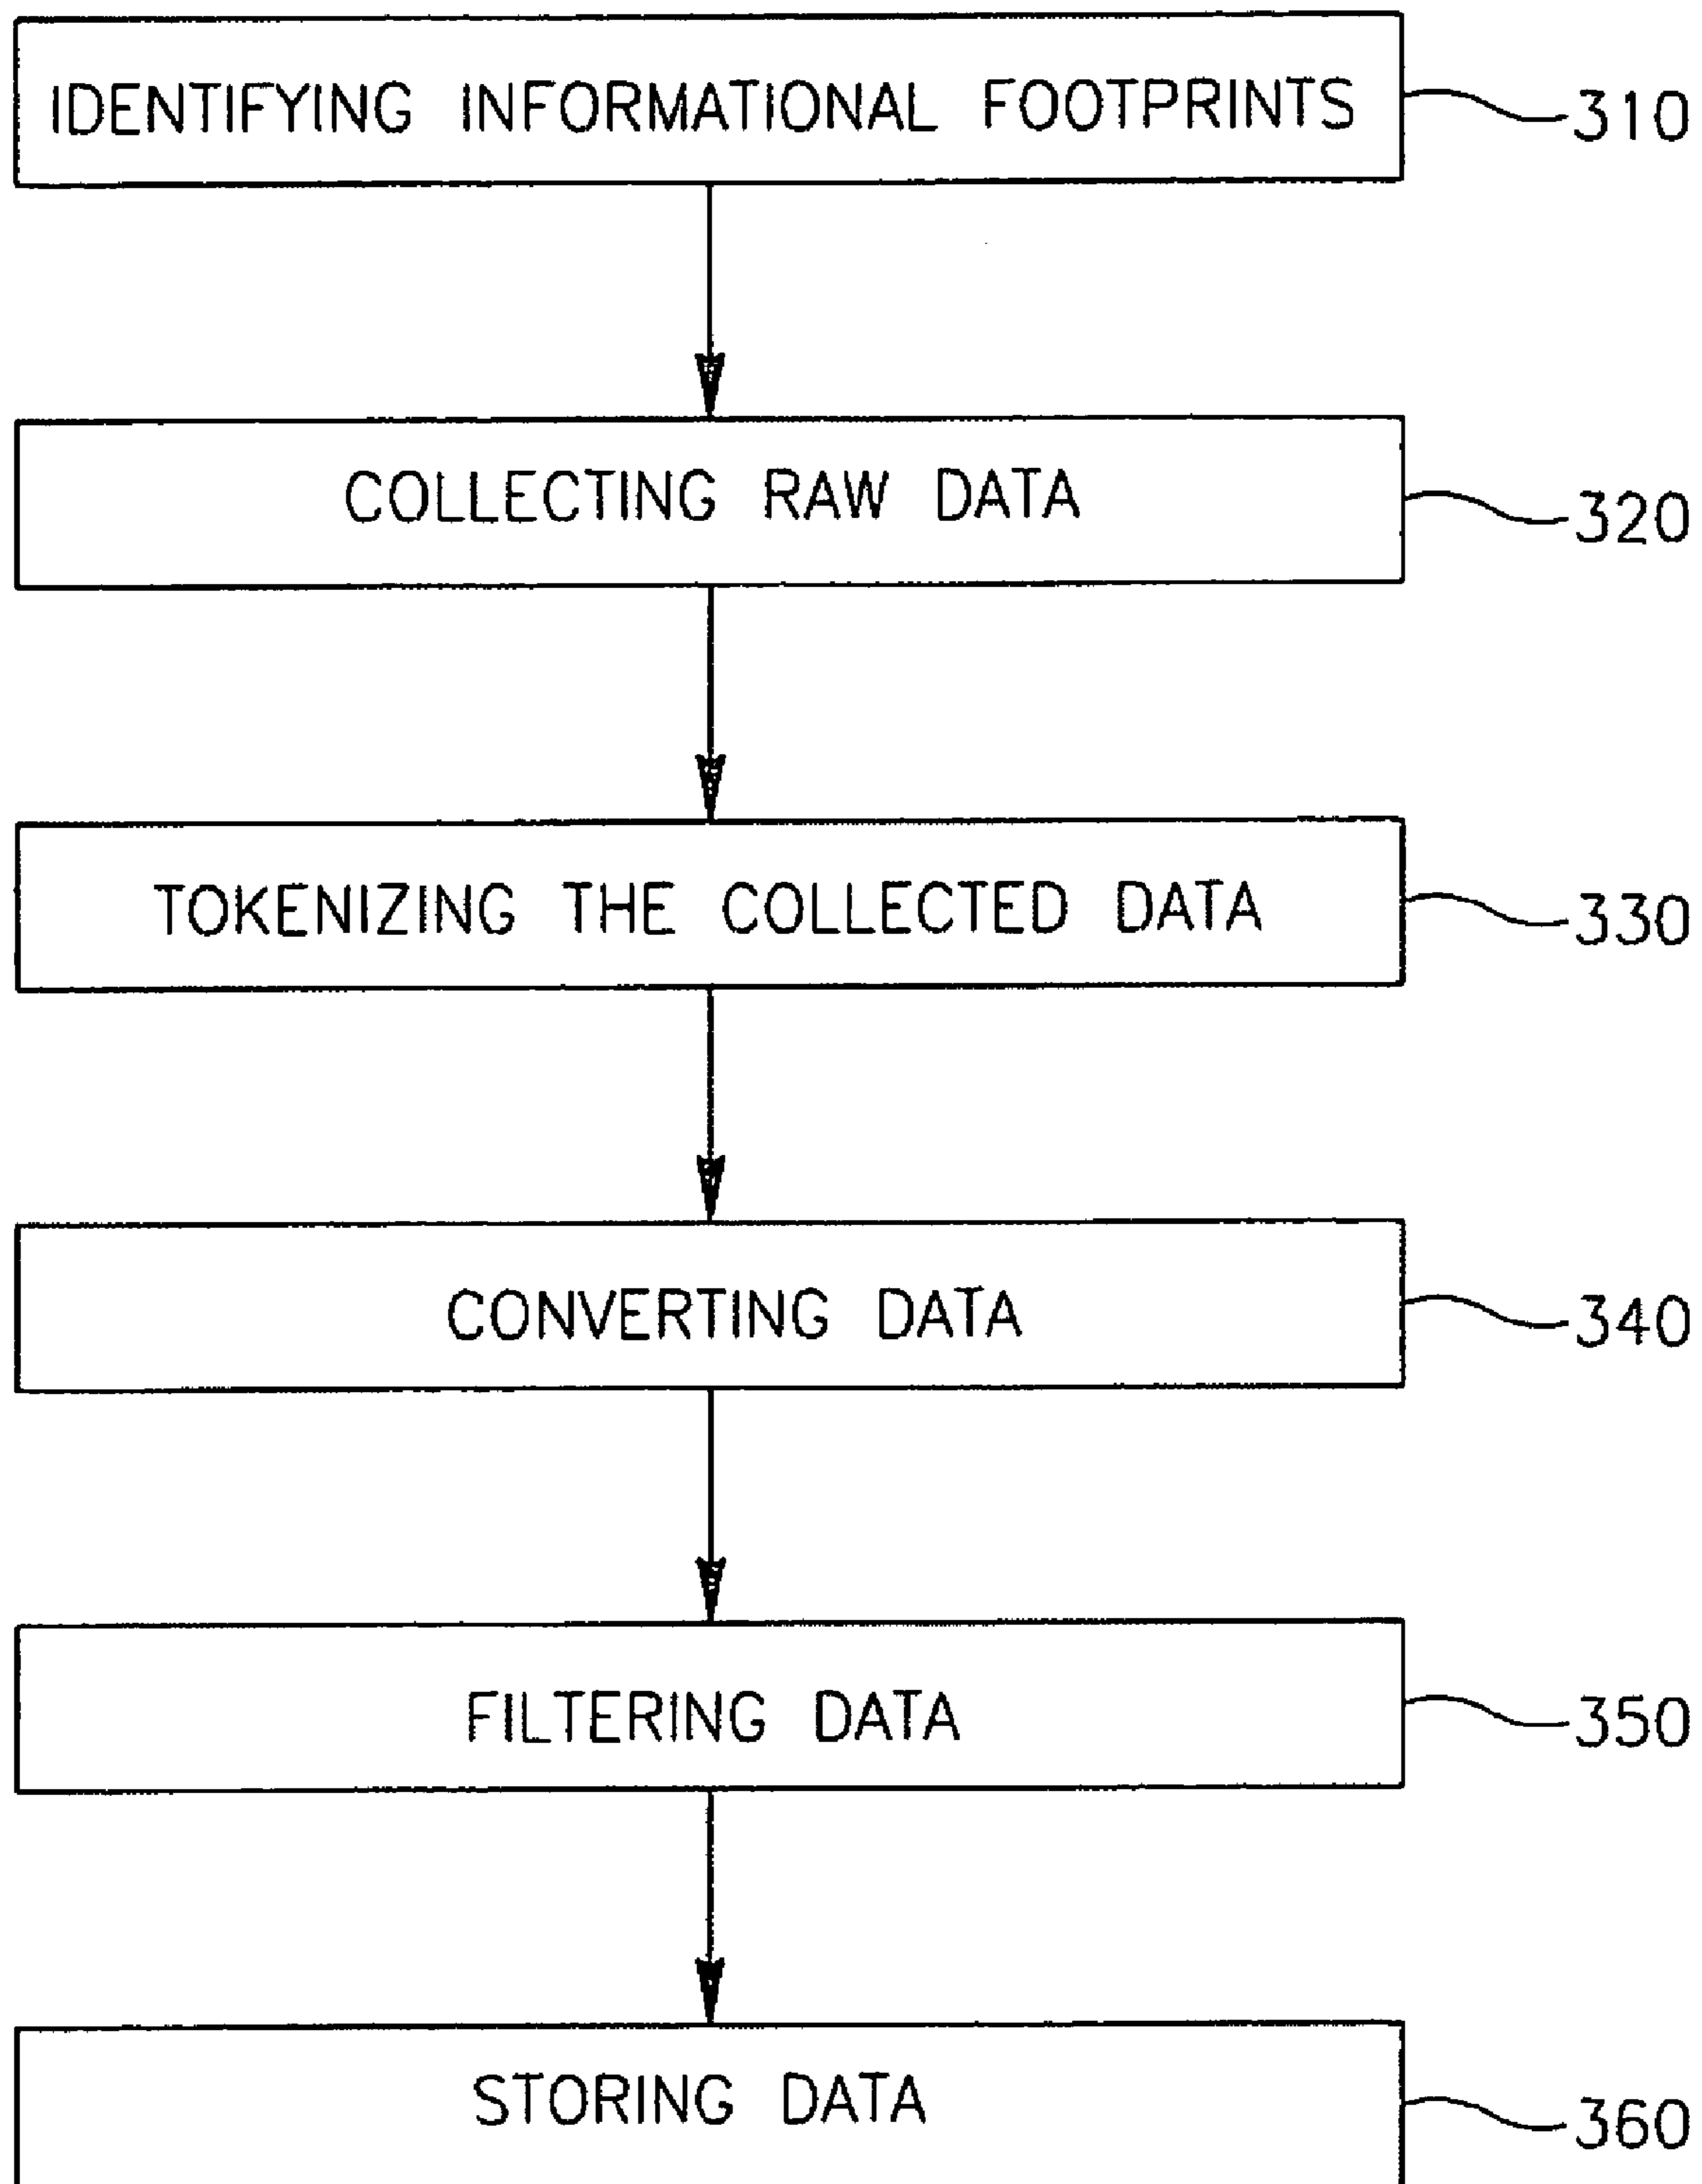 IDENTIFYING INFORMATIONAL FOOTPRINTS
310
COLLECTING RAW DATA
320
TOKENIZING THE COLLECTED DATA
330
CONVERTING DATA
340
FILTERING DATA
350
STORING DATA
360